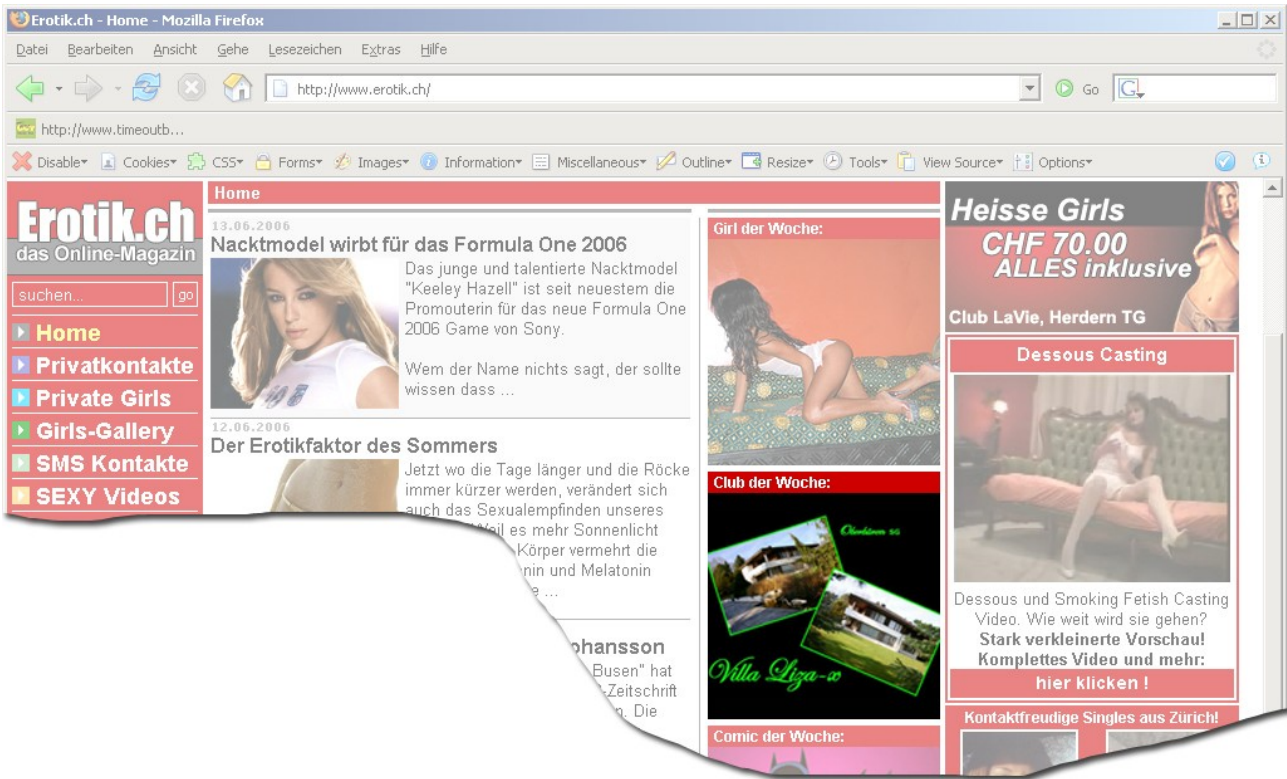 Erotik.ch - Home - Mozilla Firefox
Datei Bearbeiten Ansicht Gehe Lesezeichen Extras Hilfe
http://www.erotik.ch/
Go
G
http://www.timeoutb...
Disable Cookies CSS Forms Images Information Miscellaneous Outline Resize Tools View Source Options
Erotik.ch
das Online-Magazin
suchen...
go
Home
Privatkontakte
Private Girls
Girls-Gallery
SMS Kontakte
SEXY Videos
Home
13.06.2006
Nacktmodel wirbt für das Formula One 2006
Das junge und talentierte Nacktmodel
"Keeley Hazell" ist seit neuestem die
Promouterin für das neue Formula One
2006 Game von Sony.
Wem der Name nichts sagt, der sollte
wissen dass ...
12.06.2006
Der Erotikfaktor des Sommers
Jetzt wo die Tage länger und die Röcke
immer kürzer werden, verändert sich
auch das Sexualempfinden unseres
Weil es mehr Sonnenlicht
Körper vermehrt die
und Melatonin
...
Busen" hat
Zeitschrift
Die
Girl der Woche:
Club der Woche:
Oberbüren SG
Villa Liza-x
Comic der Woche:
Heisse Girls
CHF 70.00
ALLES inklusive
Club LaVie, Herdern TG
Dessous Casting
Dessous und Smoking Fetish Casting
Video. Wie weit wird sie gehen?
Stark verkleinerte Vorschau!
Komplettes Video und mehr:
hier klicken !
Kontaktfreudige Singles aus Zürich!